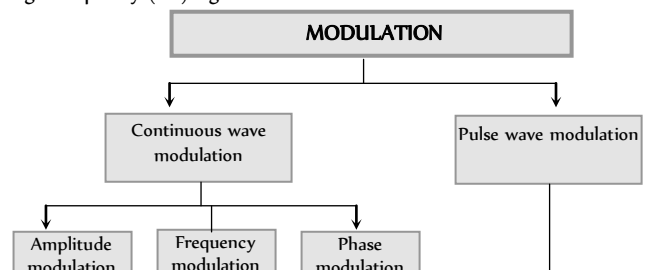 MODULATION
Continuous wave
modulation
Pulse wave modulation
Amplitude
modulation
Frequency
modulation
Phase
modulation